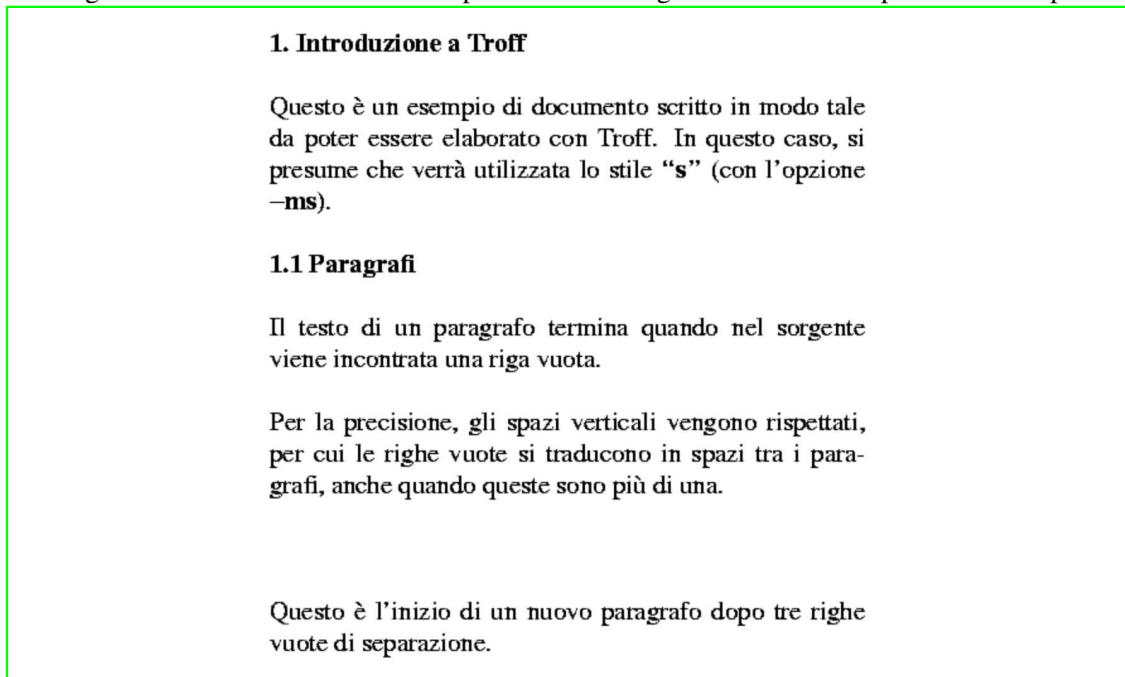 1. Introduzione a Troff
Questo è un esempio di documento scritto in modo tale
da poter essere elaborato con Troff. In questo caso, si
presume che verrà utilizzata lo stile “s” (con l’opzione
–ms).
1.1 Paragrafi
Il testo di un paragrafo termina quando nel sorgente
viene incontrata una riga vuota.
Per la precisione, gli spazi verticali vengono rispettati,
per cui le righe vuote si traducono in spazi tra i para-
grafi, anche quando queste sono più di una.
Questo è l’inizio di un nuovo paragrafo dopo tre righe
vuote di separazione.